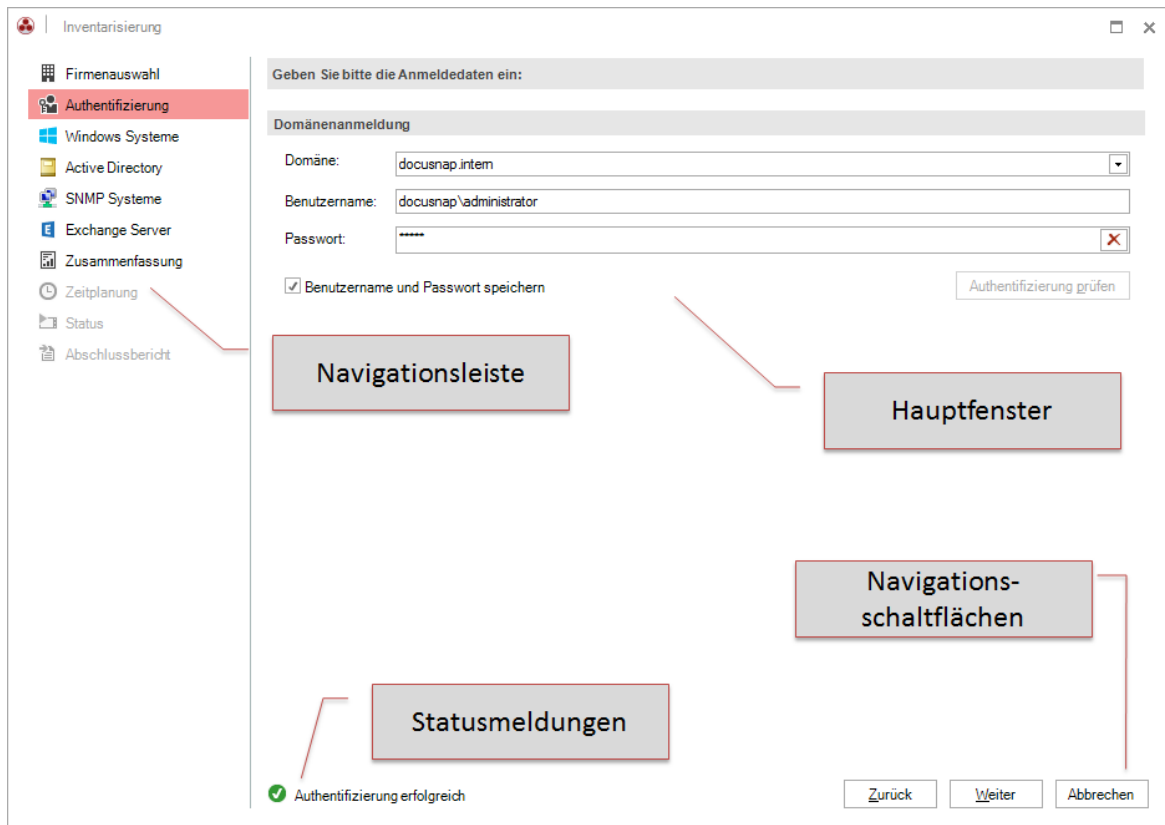 Inventarisierung
Firmenauswahl
Authentifizierung
Windows Systeme
Active Directory
SNMP Systeme
Exchange Server
Zusammenfassung
Zeitplanung
Status
Abschlussbericht
Geben Sie bitte die Anmeldedaten ein:
Domänenanmeldung
Domäne: docusnap.intern
Benutzername: docusnap\administrator
Passwort: *****
Benutzername und Passwort speichern
Authentifizierung prüfen
Navigationsleiste
Hauptfenster
Navigations-
schaltflächen
Statusmeldungen
Authentifizierung erfolgreich
Zurück Weiter Abbrechen